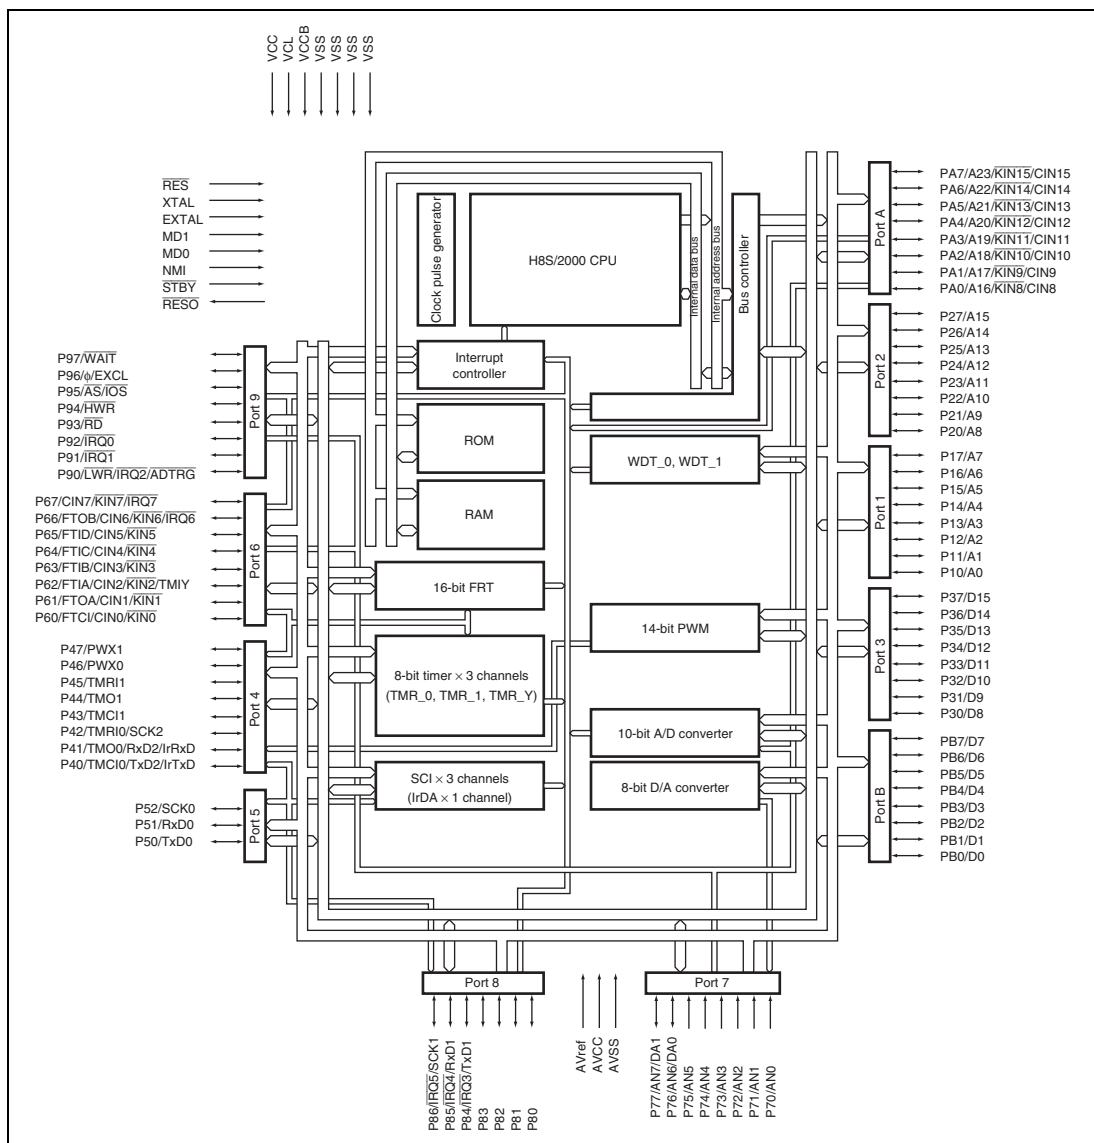 VCC
VCL
VCCB
VSS
VSS
VSS
VSS
RES
XTAL
EXTAL
MD1
MD0
NMI
STBY
RESO
Clock pulse generator
H8S/2000 CPU
Internal data bus
Internal address bus
Bus controller
Interrupt
controller
ROM
RAM
WDT_0, WDT_1
16-bit FRT
14-bit PWM
8-bit timer × 3 channels
(TMR_0, TMR_1, TMR_Y)
10-bit A/D converter
SCI × 3 channels
(IrDA × 1 channel)
8-bit D/A converter
P97/WAIT
P96/ϕ/EXCL
P95/AS/IOS
P94/HWR
P93/RD
P92/IRQ0
P91/IRQ1
P90/LWR/IRQ2/ADTRG
Port 9
P67/CIN7/KIN7/IRQ7
P66/FTOB/CIN6/KIN6/IRQ6
P65/FTID/CIN5/KIN5
P64/FTIC/CIN4/KIN4
P63/FTIB/CIN3/KIN3
P62/FTIA/CIN2/KIN2/TMIY
P61/FTOA/CIN1/KIN1
P60/FTCI/CIN0/KIN0
Port 6
P47/PWX1
P46/PWX0
P45/TMRI1
P44/TMO1
P43/TMCI1
P42/TMRI0/SCK2
P41/TMO0/RxD2/IrRxD
P40/TMCI0/TxD2/IrTxD
Port 4
P52/SCK0
P51/RxD0
P50/TxD0
Port 5
Port A
PA7/A23/KIN15/CIN15
PA6/A22/KIN14/CIN14
PA5/A21/KIN13/CIN13
PA4/A20/KIN12/CIN12
PA3/A19/KIN11/CIN11
PA2/A18/KIN10/CIN10
PA1/A17/KIN9/CIN9
PA0/A16/KIN8/CIN8
Port 2
P27/A15
P26/A14
P25/A13
P24/A12
P23/A11
P22/A10
P21/A9
P20/A8
Port 1
P17/A7
P16/A6
P15/A5
P14/A4
P13/A3
P12/A2
P11/A1
P10/A0
Port 3
P37/D15
P36/D14
P35/D13
P34/D12
P33/D11
P32/D10
P31/D9
P30/D8
Port B
PB7/D7
PB6/D6
PB5/D5
PB4/D4
PB3/D3
PB2/D2
PB1/D1
PB0/D0
Port 8
P86/IRQ5/SCK1
P85/IRQ4/RxD1
P84/IRQ3/TxD1
P83
P82
P81
P80
AVref
AVCC
AVSS
Port 7
P77/AN7/DA1
P76/AN6/DA0
P75/AN5
P74/AN4
P73/AN3
P72/AN2
P71/AN1
P70/AN0